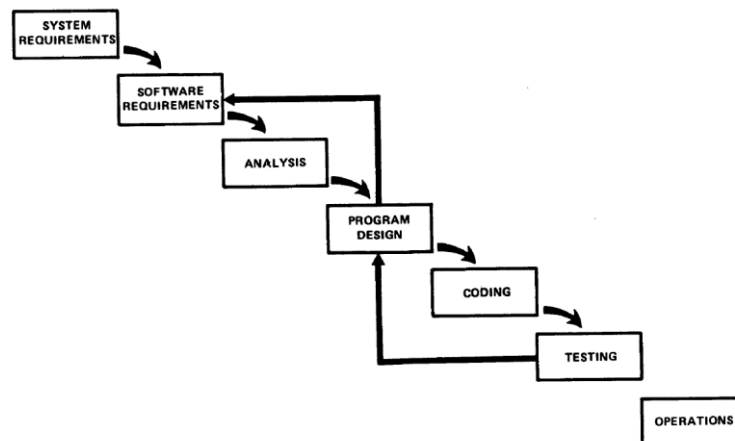 SYSTEM
REQUIREMENTS
SOFTWARE
REQUIREMENTS
ANALYSIS
PROGRAM
DESIGN
CODING
TESTING
OPERATIONS